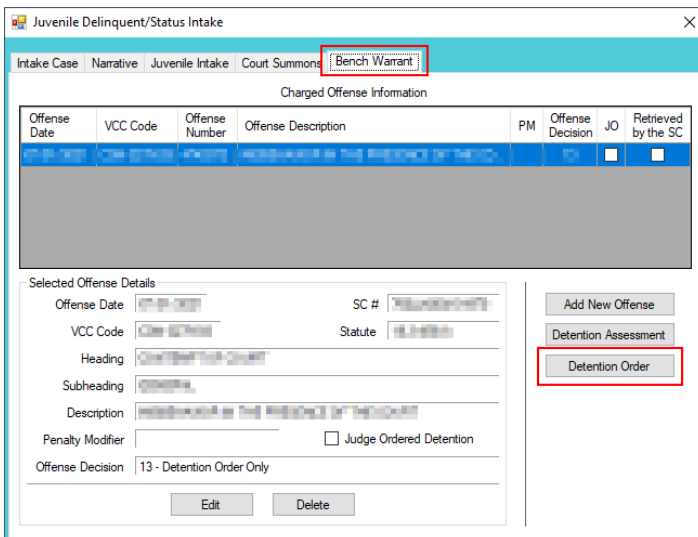 Juvenile Delinquent/Status Intake
Intake Case Narrative Juvenile Intake Court Summons Bench Warrant
Charged Offense Information
Offense Date VCC Code Offense Number Offense Description PM Offense Decision JO Retrieved by the SC
Selected Offense Details
Offense Date SC #
VCC Code Statute
Heading
Subheading
Description
Penalty Modifier Judge Ordered Detention
Offense Decision 13 - Detention Order Only
Edit Delete
Add New Offense
Detention Assessment
Detention Order